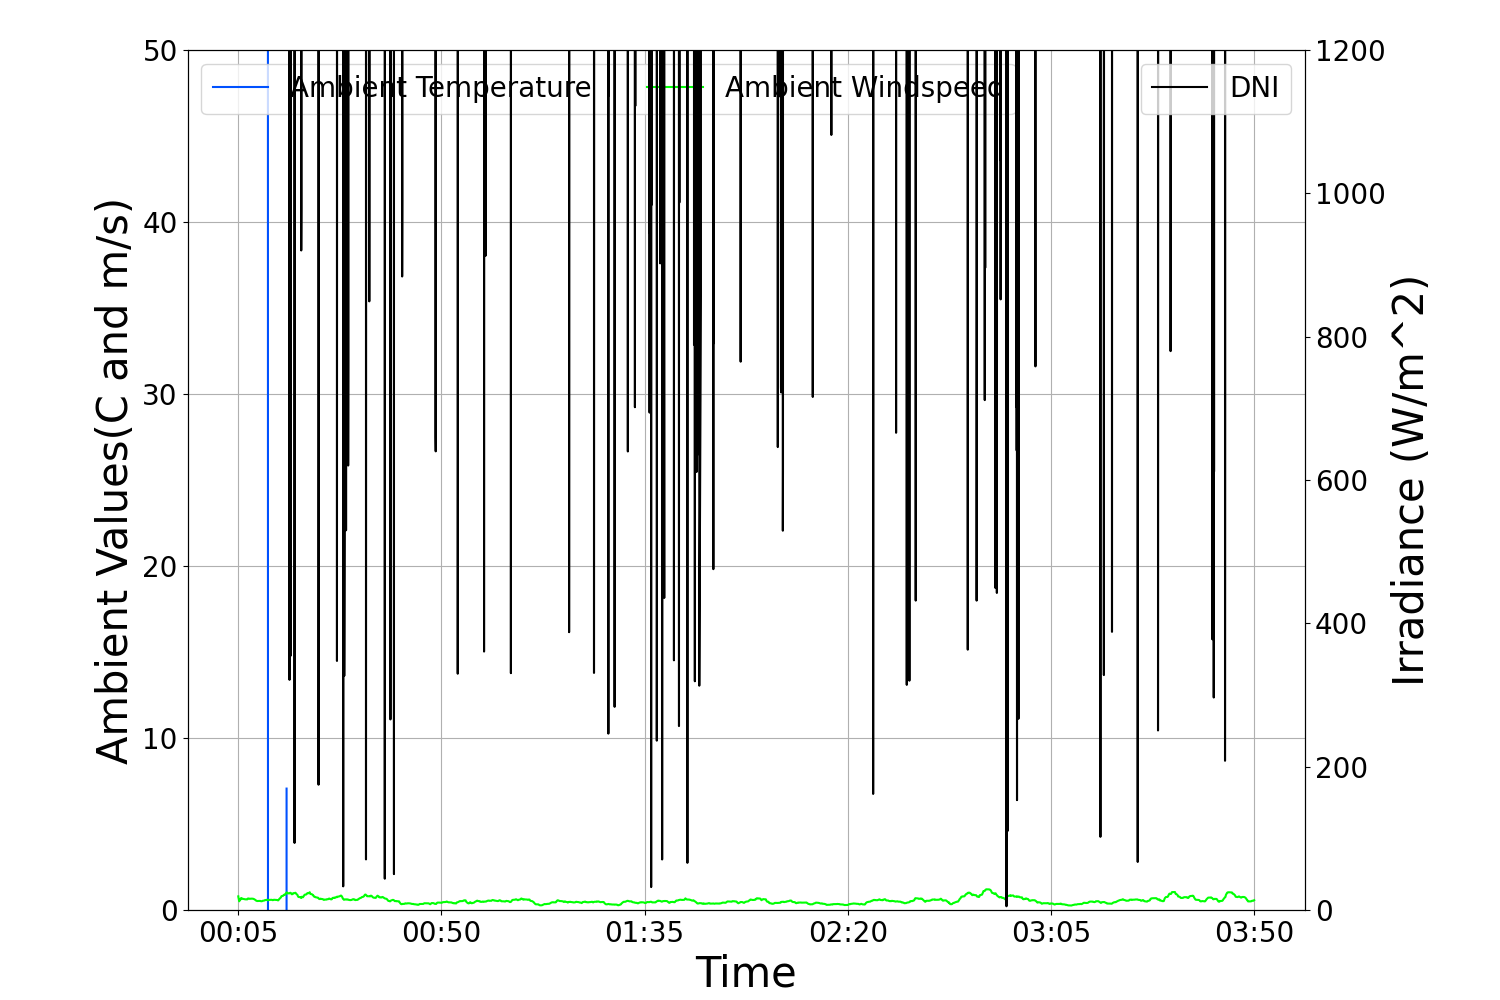 50 1200
Ambient Temperature Ambient Windspeed DNI
1000
40
800
30
600
20
400
10
200
0 0
00:05 00:50 01:35 02:20 03:05 03:50
Time
Ambient Values(C and m/s)
Irradiance (W/m^2)